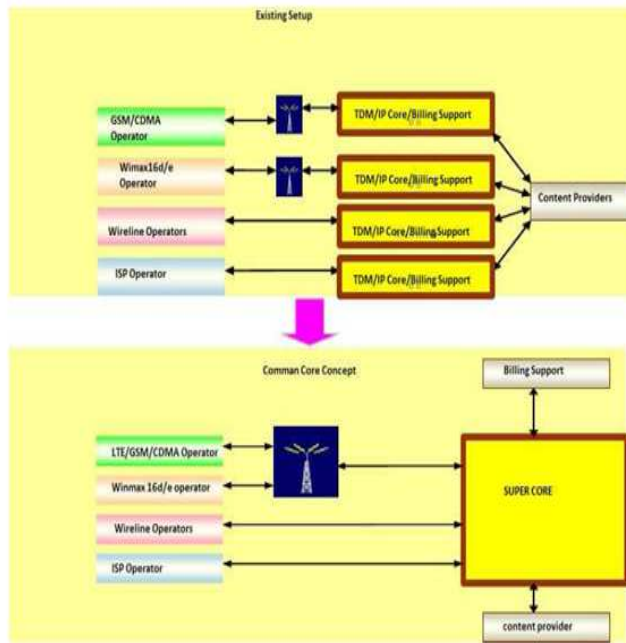 Existing Setup
GSM/CDMA
Operator
TDM/IP Core/Billing Support
Wimax16d/e
Operator
TDM/IP Core/Billing Support
Content Providers
Wireline Operators
TDM/IP Core/Billing Support
ISP Operator
TDM/IP Core/Billing Support
Comman Core Concept
Billing Support
LTE/GSM/CDMA Operator
Winmax 16d/e operator
SUPER CORE
Wireline Operators
ISP Operator
content provider